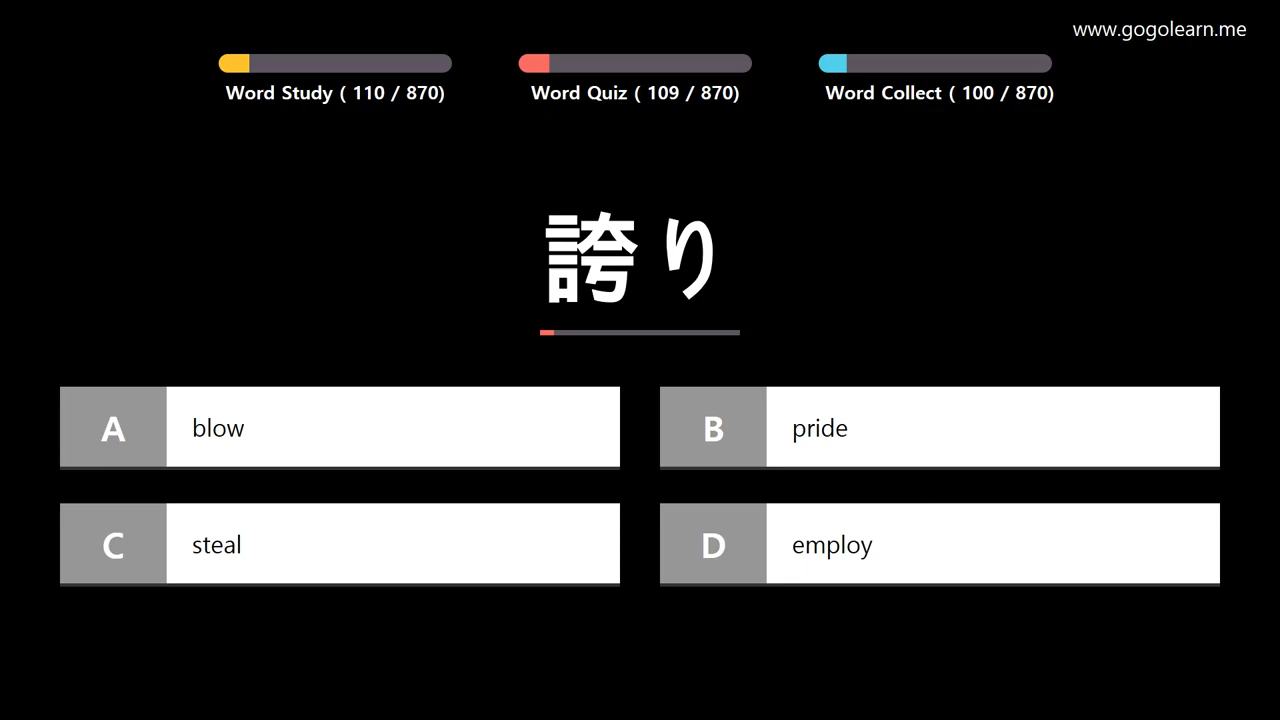 www.gogolearn.me
Word Study ( 110 / 870)
Word Quiz ( 109 / 870)
Word Collect ( 100 / 870)
誇り
A blow
B pride
C steal
D employ